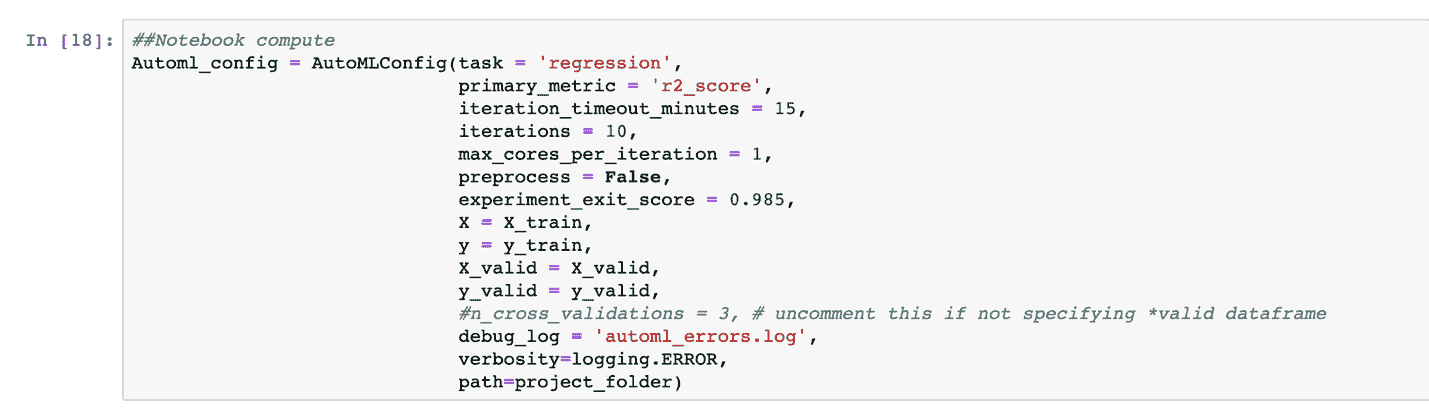 In [18]: ##Notebook compute
Automl_config = AutoMLConfig(task = 'regression',
primary_metric = 'r2_score',
iteration_timeout_minutes = 15,
iterations = 10,
max_cores_per_iteration = 1,
preprocess = False,
experiment_exit_score = 0.985,
X = X_train,
y = y_train,
X_valid = X_valid,
y_valid = y_valid,
#n_cross_validations = 3, # uncomment this if not specifying *valid dataframe
debug_log = 'automl_errors.log',
verbosity=logging.ERROR,
path=project_folder)